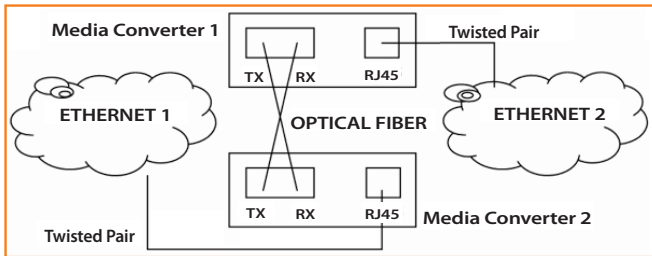 Media Converter 1
Twisted Pair
TX RX RJ45
ETHERNET 1
OPTICAL FIBER
ETHERNET 2
TX RX RJ45
Media Converter 2
Twisted Pair